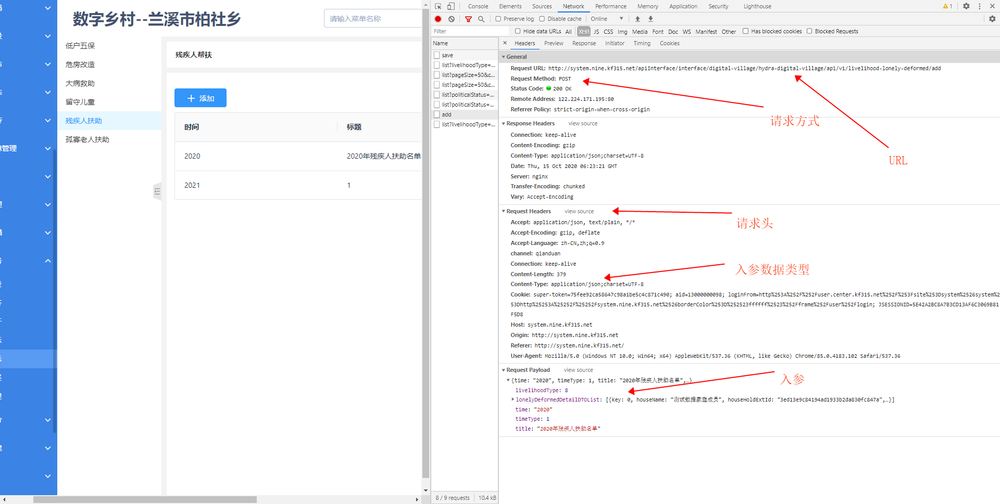 数字乡村--兰溪市柏社乡
请输入菜单名称
管理
低户五保
危房改造
大病救助
留守儿童
残疾人扶助
孤寡老人扶助
残疾人帮扶
添加
时间 标题
2020 2020年残疾人扶助名单
2021 1
Console Elements Sources Network Performance Memory Application Security Lighthouse 1
Preserve log Disable cache Online
Filter Hide data URLs All XHR JS CSS Img Media Font Doc WS Manifest Other Has blocked cookies Blocked Requests
Name
save
list?livelihoodType=...
list?pageSize=50&c...
list?pageSize=50&c...
list?politicalStatus=...
list?politicalStatus=...
add
list?livelihoodType=...
8 / 9 requests 10.4 kB
Headers Preview Response Initiator Timing Cookies
General
Request URL: http://system.nine.kf315.net/apiInterface/interface/digital-village/hydra-digital-village/api/v1/livelihood-lonely-deformed/add
Request Method: POST
Status Code: 200 OK
Remote Address: 122.224.171.195:80
Referrer Policy: strict-origin-when-cross-origin
请求方式
URL
Response Headers view source
Connection: keep-alive
Content-Encoding: gzip
Content-Type: application/json;charset=UTF-8
Date: Thu, 15 Oct 2020 06:23:21 GMT
Server: nginx
Transfer-Encoding: chunked
Vary: Accept-Encoding
Request Headers view source
请求头
Accept: application/json, text/plain, */*
Accept-Encoding: gzip, deflate
Accept-Language: zh-CN,zh;q=0.9
channel: qianduan
Connection: keep-alive
Content-Length: 379
入参数据类型
Content-Type: application/json;charset=UTF-8
Cookie: super-token=75fee92ca58647c98a1be5c4c871c490; aid=13000000098; loginFrom=http%253A%252F%252Fuser.center.kf315.net%252F%253Fsite%253Dsystem%2526system%2
53Dhttp%25253A%25252F%25252Fsystem.nine.kf315.net%2526borderColor%253D%252523ffffff%2523%252Fframe%252Fuser%252Flogin; JSESSIONID=5E42A2BC8A7B3CD13AF6C3069B81
F5D8
Host: system.nine.kf315.net
Origin: http://system.nine.kf315.net
Referer: http://system.nine.kf315.net/
User-Agent: Mozilla/5.0 (Windows NT 10.0; Win64; x64) AppleWebKit/537.36 (KHTML, like Gecko) Chrome/85.0.4183.102 Safari/537.36
Request Payload view source
入参
{time: "2020", timeType: 1, title: "2020年残疾人扶助名单",…}
livelihoodType: 8
lonelyDeformedDetailDTOList: [{key: 0, houseName: "测试数据家庭成员", houseHoldExtId: "3ed13e9c84194ad1933b2da830fc847a",…}]
time: "2020"
timeType: 1
title: "2020年残疾人扶助名单"